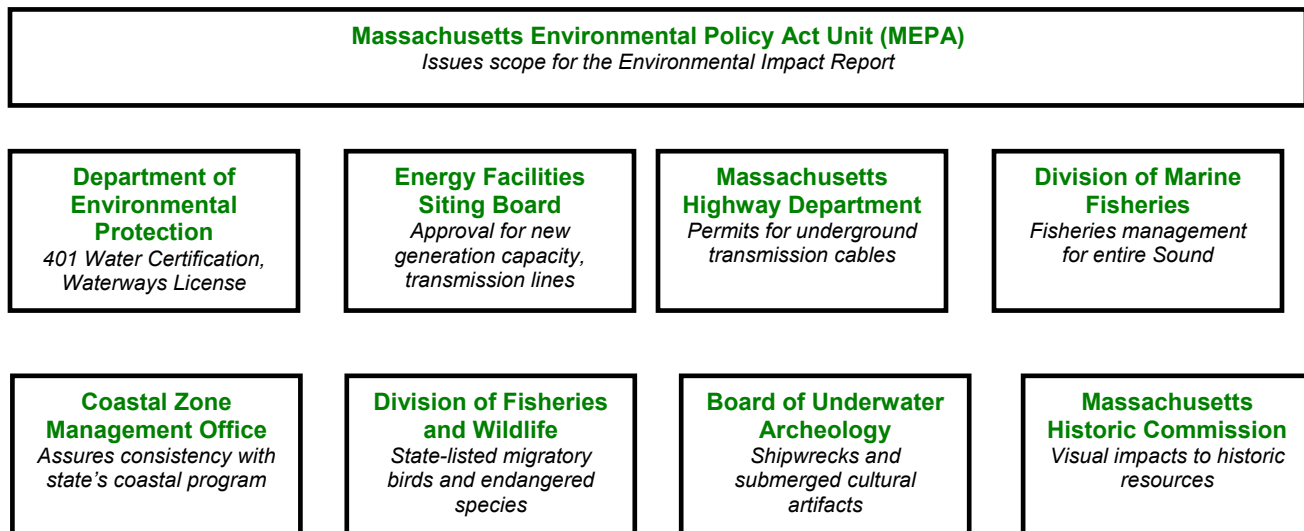 Massachusetts Environmental Policy Act Unit (MEPA)
Issues scope for the Environmental Impact Report
Department of
Environmental
Protection
401 Water Certification,
Waterways License
Energy Facilities
Siting Board
Approval for new
generation capacity,
transmission lines
Massachusetts
Highway Department
Permits for underground
transmission cables
Division of Marine
Fisheries
Fisheries management
for entire Sound
Coastal Zone
Management Office
Assures consistency with
state’s coastal program
Division of Fisheries
and Wildlife
State-listed migratory
birds and endangered
species
Board of Underwater
Archeology
Shipwrecks and
submerged cultural
artifacts
Massachusetts
Historic Commission
Visual impacts to historic
resources